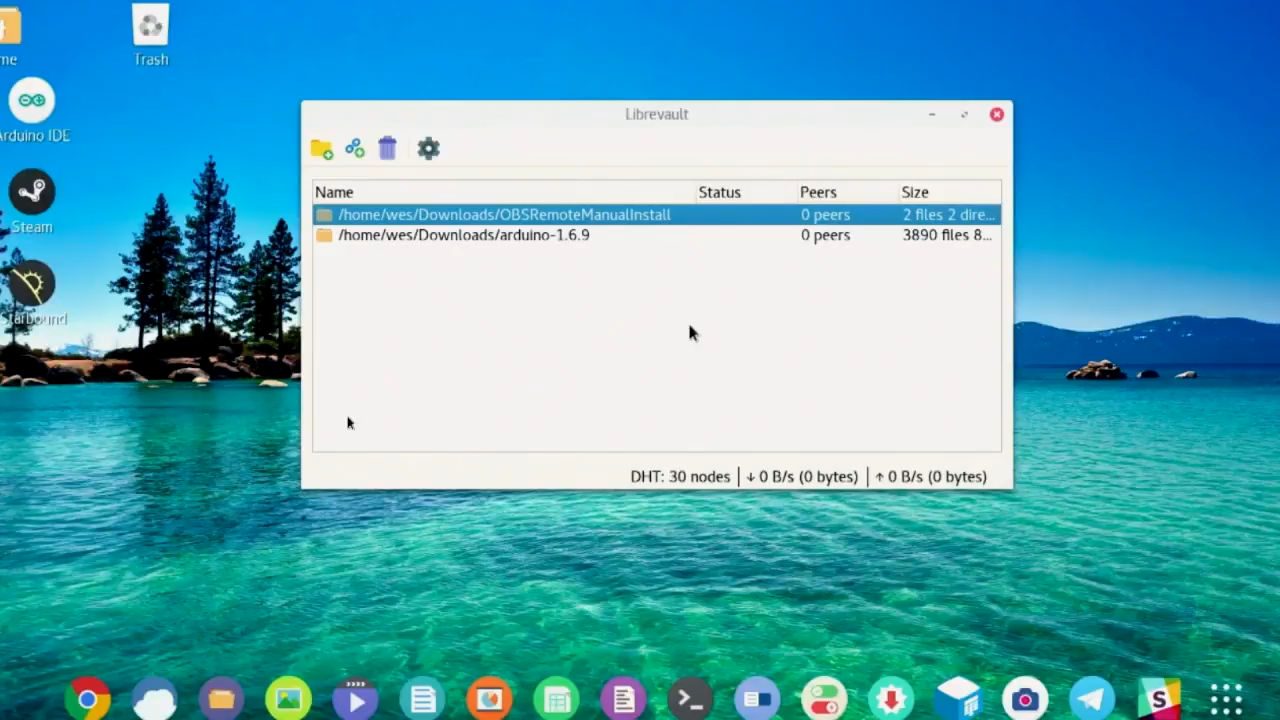 me
Trash
Arduino IDE
Steam
Starbound
Librevault
Name Status Peers Size
/home/wes/Downloads/OBSRemoteManualInstall 0 peers 2 files 2 dire...
/home/wes/Downloads/arduino-1.6.9 0 peers 3890 files 8...
DHT: 30 nodes ↓ 0 B/s (0 bytes) ↑ 0 B/s (0 bytes)
S